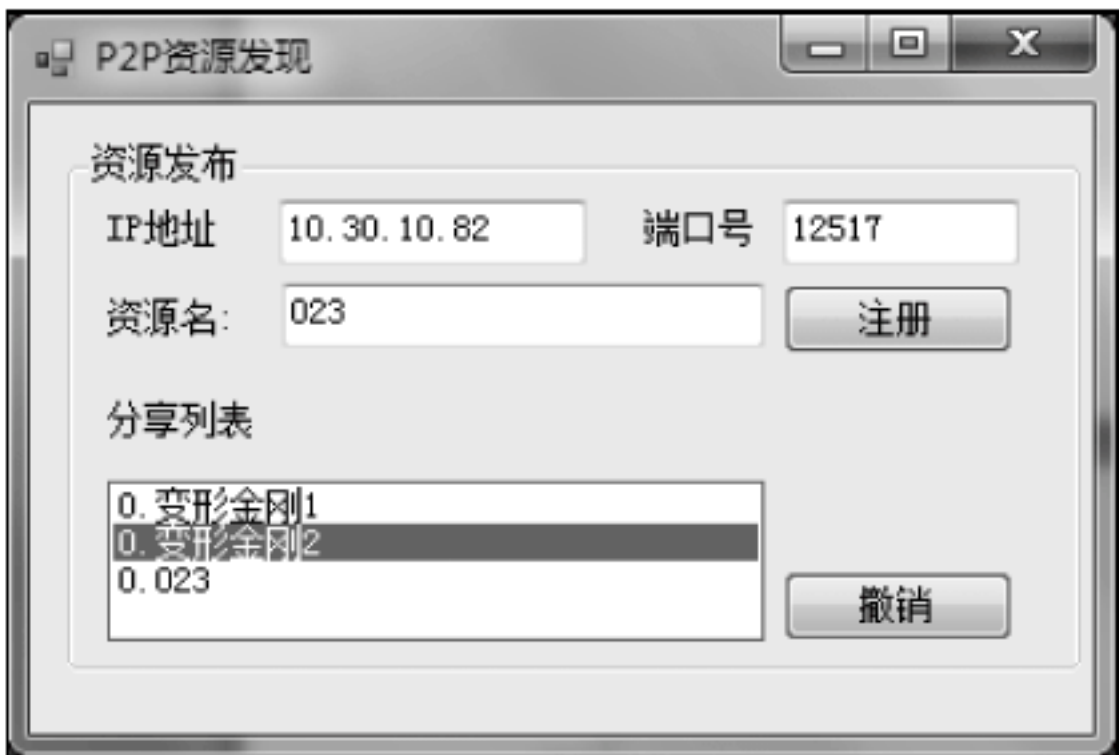 P2P资源发现
资源发布
IP地址 10.30.10.82 端口号 12517
资源名: 023 注册
分享列表
0.变形金刚1
0.变形金刚2
0.023
撤销